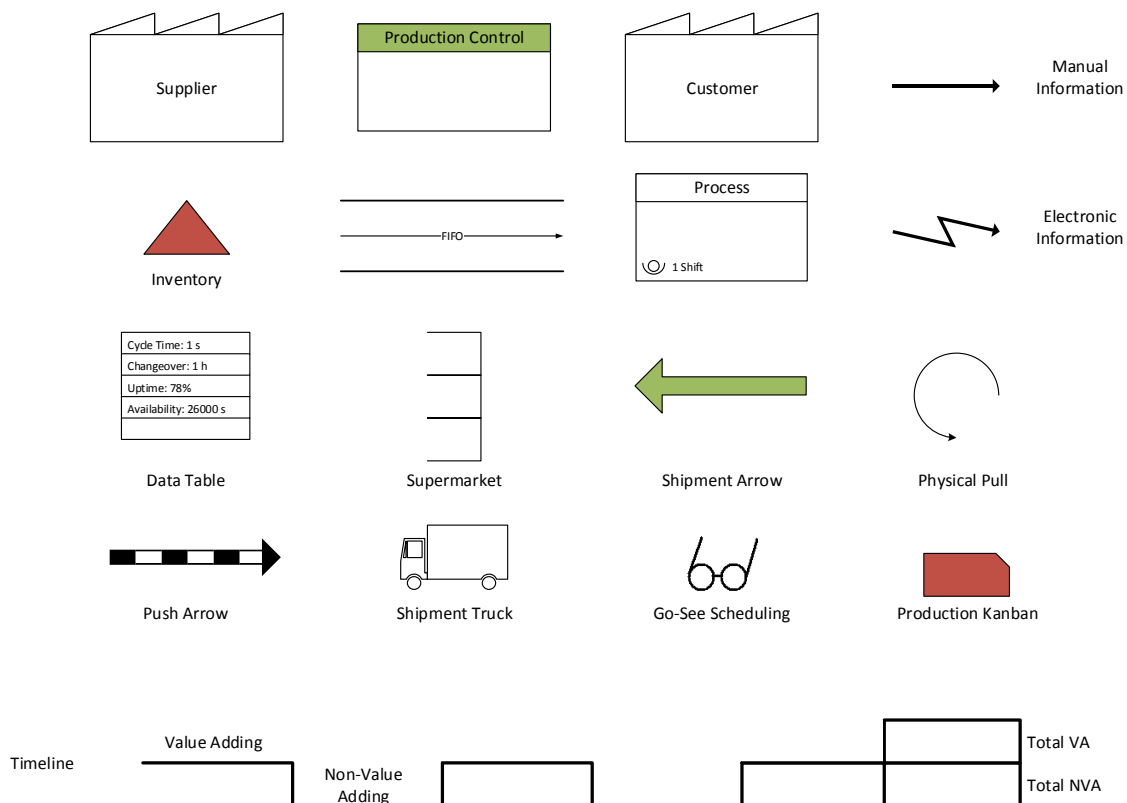 Supplier
Production Control
Customer
Manual
Information
Inventory
FIFO
Process
1 Shift
Electronic
Information
Cycle Time: 1 s
Changeover: 1 h
Uptime: 78%
Availability: 26000 s
Data Table
Supermarket
Shipment Arrow
Physical Pull
Push Arrow
Shipment Truck
Go-See Scheduling
Production Kanban
Timeline
Value Adding
Non-Value
Adding
Total VA
Total NVA